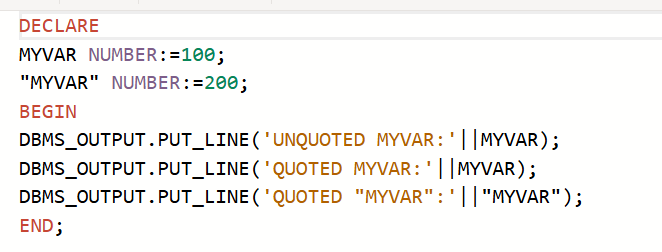 DECLARE
MYVAR NUMBER:=100;
"MYVAR" NUMBER:=200;
BEGIN
DBMS_OUTPUT.PUT_LINE('UNQUOTED MYVAR:'||MYVAR);
DBMS_OUTPUT.PUT_LINE('QUOTED MYVAR:'||MYVAR);
DBMS_OUTPUT.PUT_LINE('QUOTED "MYVAR":'||"MYVAR");
END;